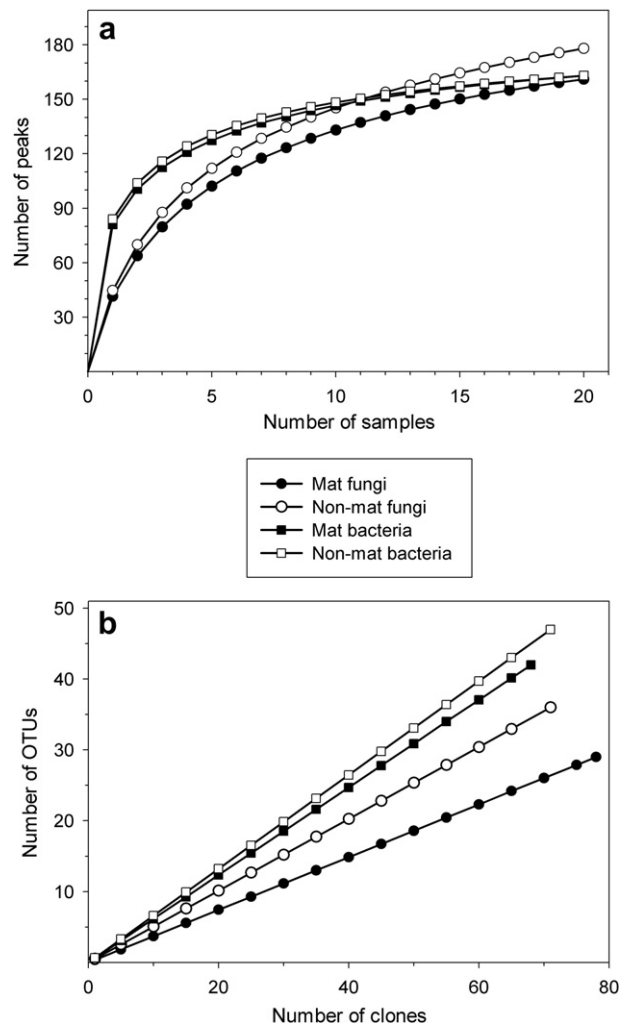 a
180
150
120
90
60
30
Number of peaks
0 5 10 15 20
Number of samples
Mat fungi
Non-mat fungi
Mat bacteria
Non-mat bacteria
b
50
40
30
20
10
Number of OTUs
0 20 40 60 80
Number of clones